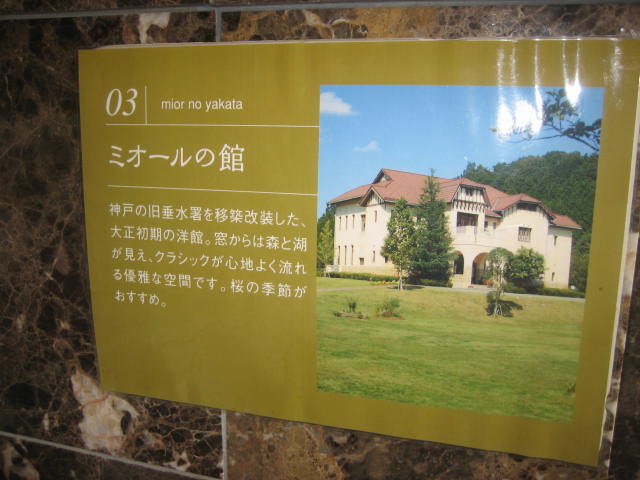 03 mior no yakata
ミオールの館
神戸の旧垂水署を移築改装した、
大正初期の洋館。窓からは森と湖
が見え、クラシックが心地よく流れ
る優雅な空間です。桜の季節が
おすすめ。